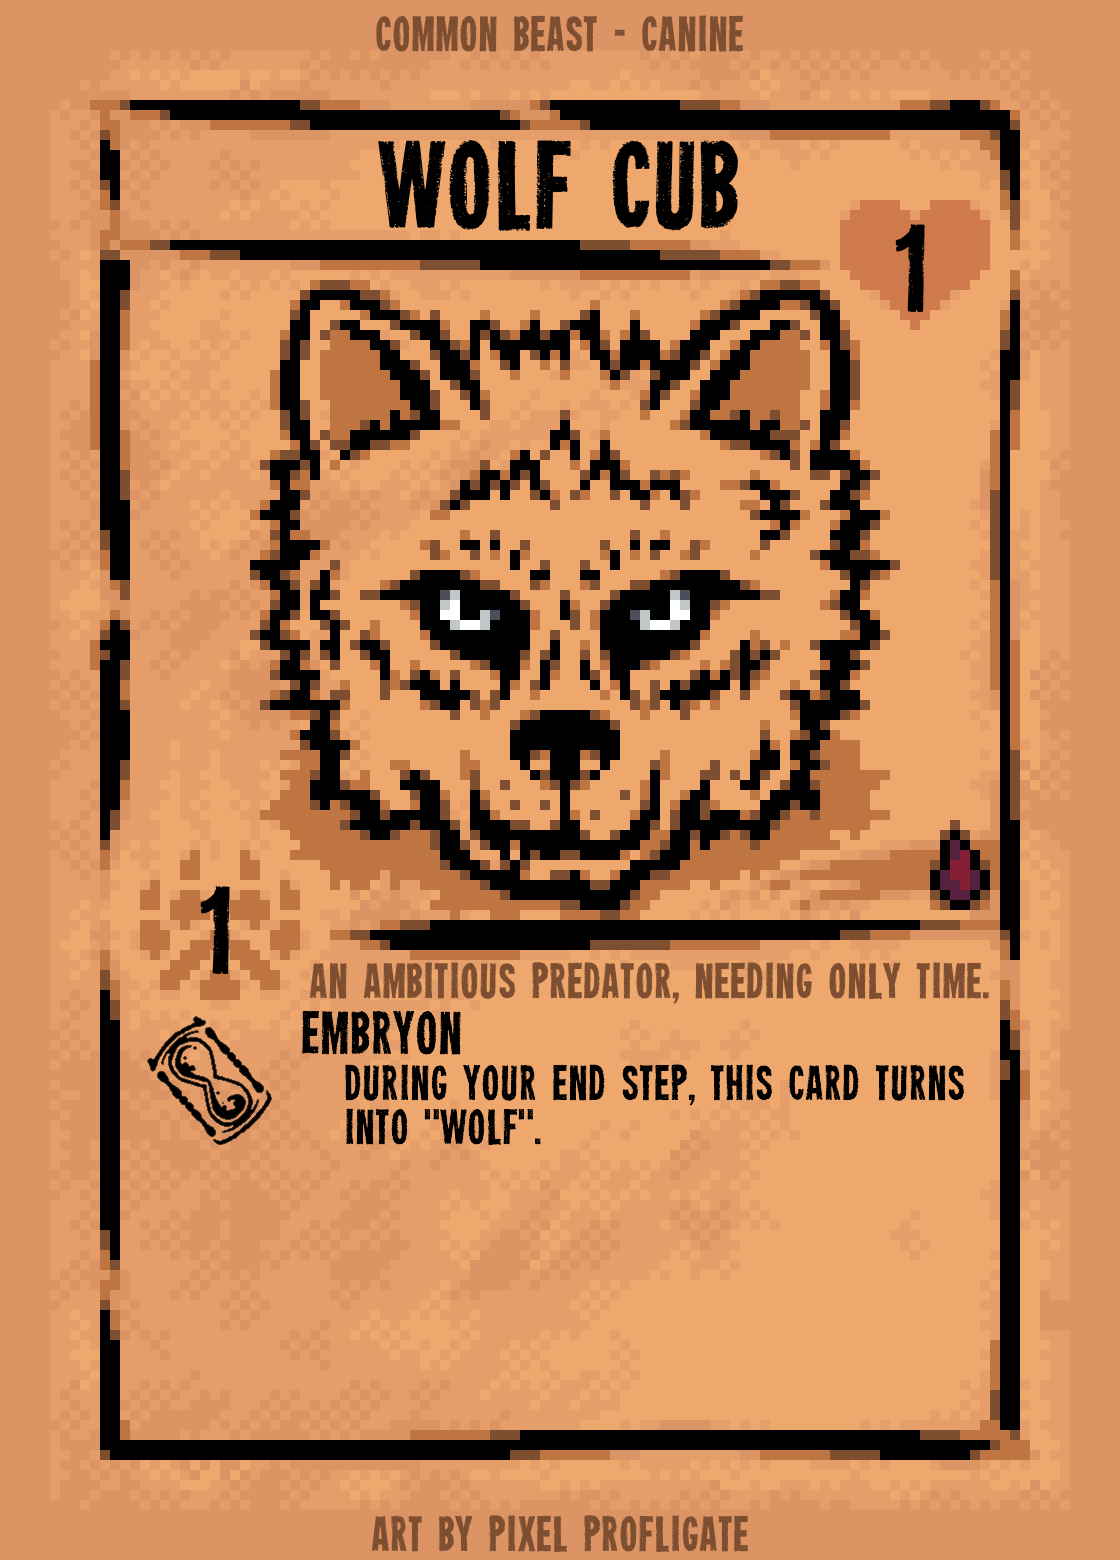 COMMON BEAST - CANINE
WOLF CUB
1
1
AN AMBITIOUS PREDATOR, NEEDING ONLY TIME.
EMBRYON
DURING YOUR END STEP, THIS CARD TURNS
INTO "WOLF".
ART BY PIXEL PROFLIGATE